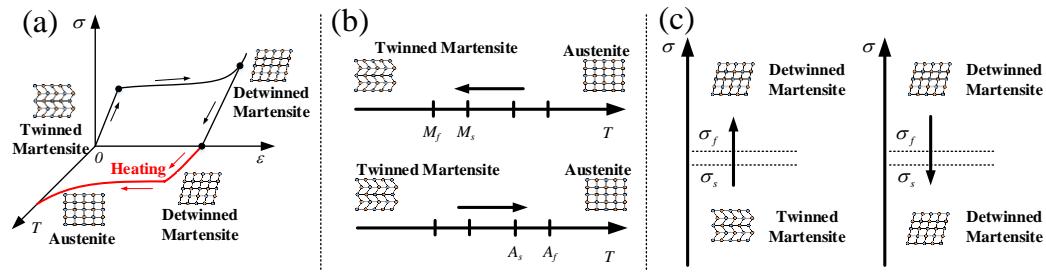 (a)
σ
Twinned
Martensite
Detwinned
Martensite
0
ε
Heating
T
Austenite
Detwinned
Martensite
(b)
Twinned Martensite
Austenite
M_f
M_s
T
Twinned Martensite
Austenite
A_s
A_f
T
(c)
σ
Detwinned
Martensite
σ_f
σ_s
Twinned
Martensite
σ
Detwinned
Martensite
σ_f
σ_s
Detwinned
Martensite